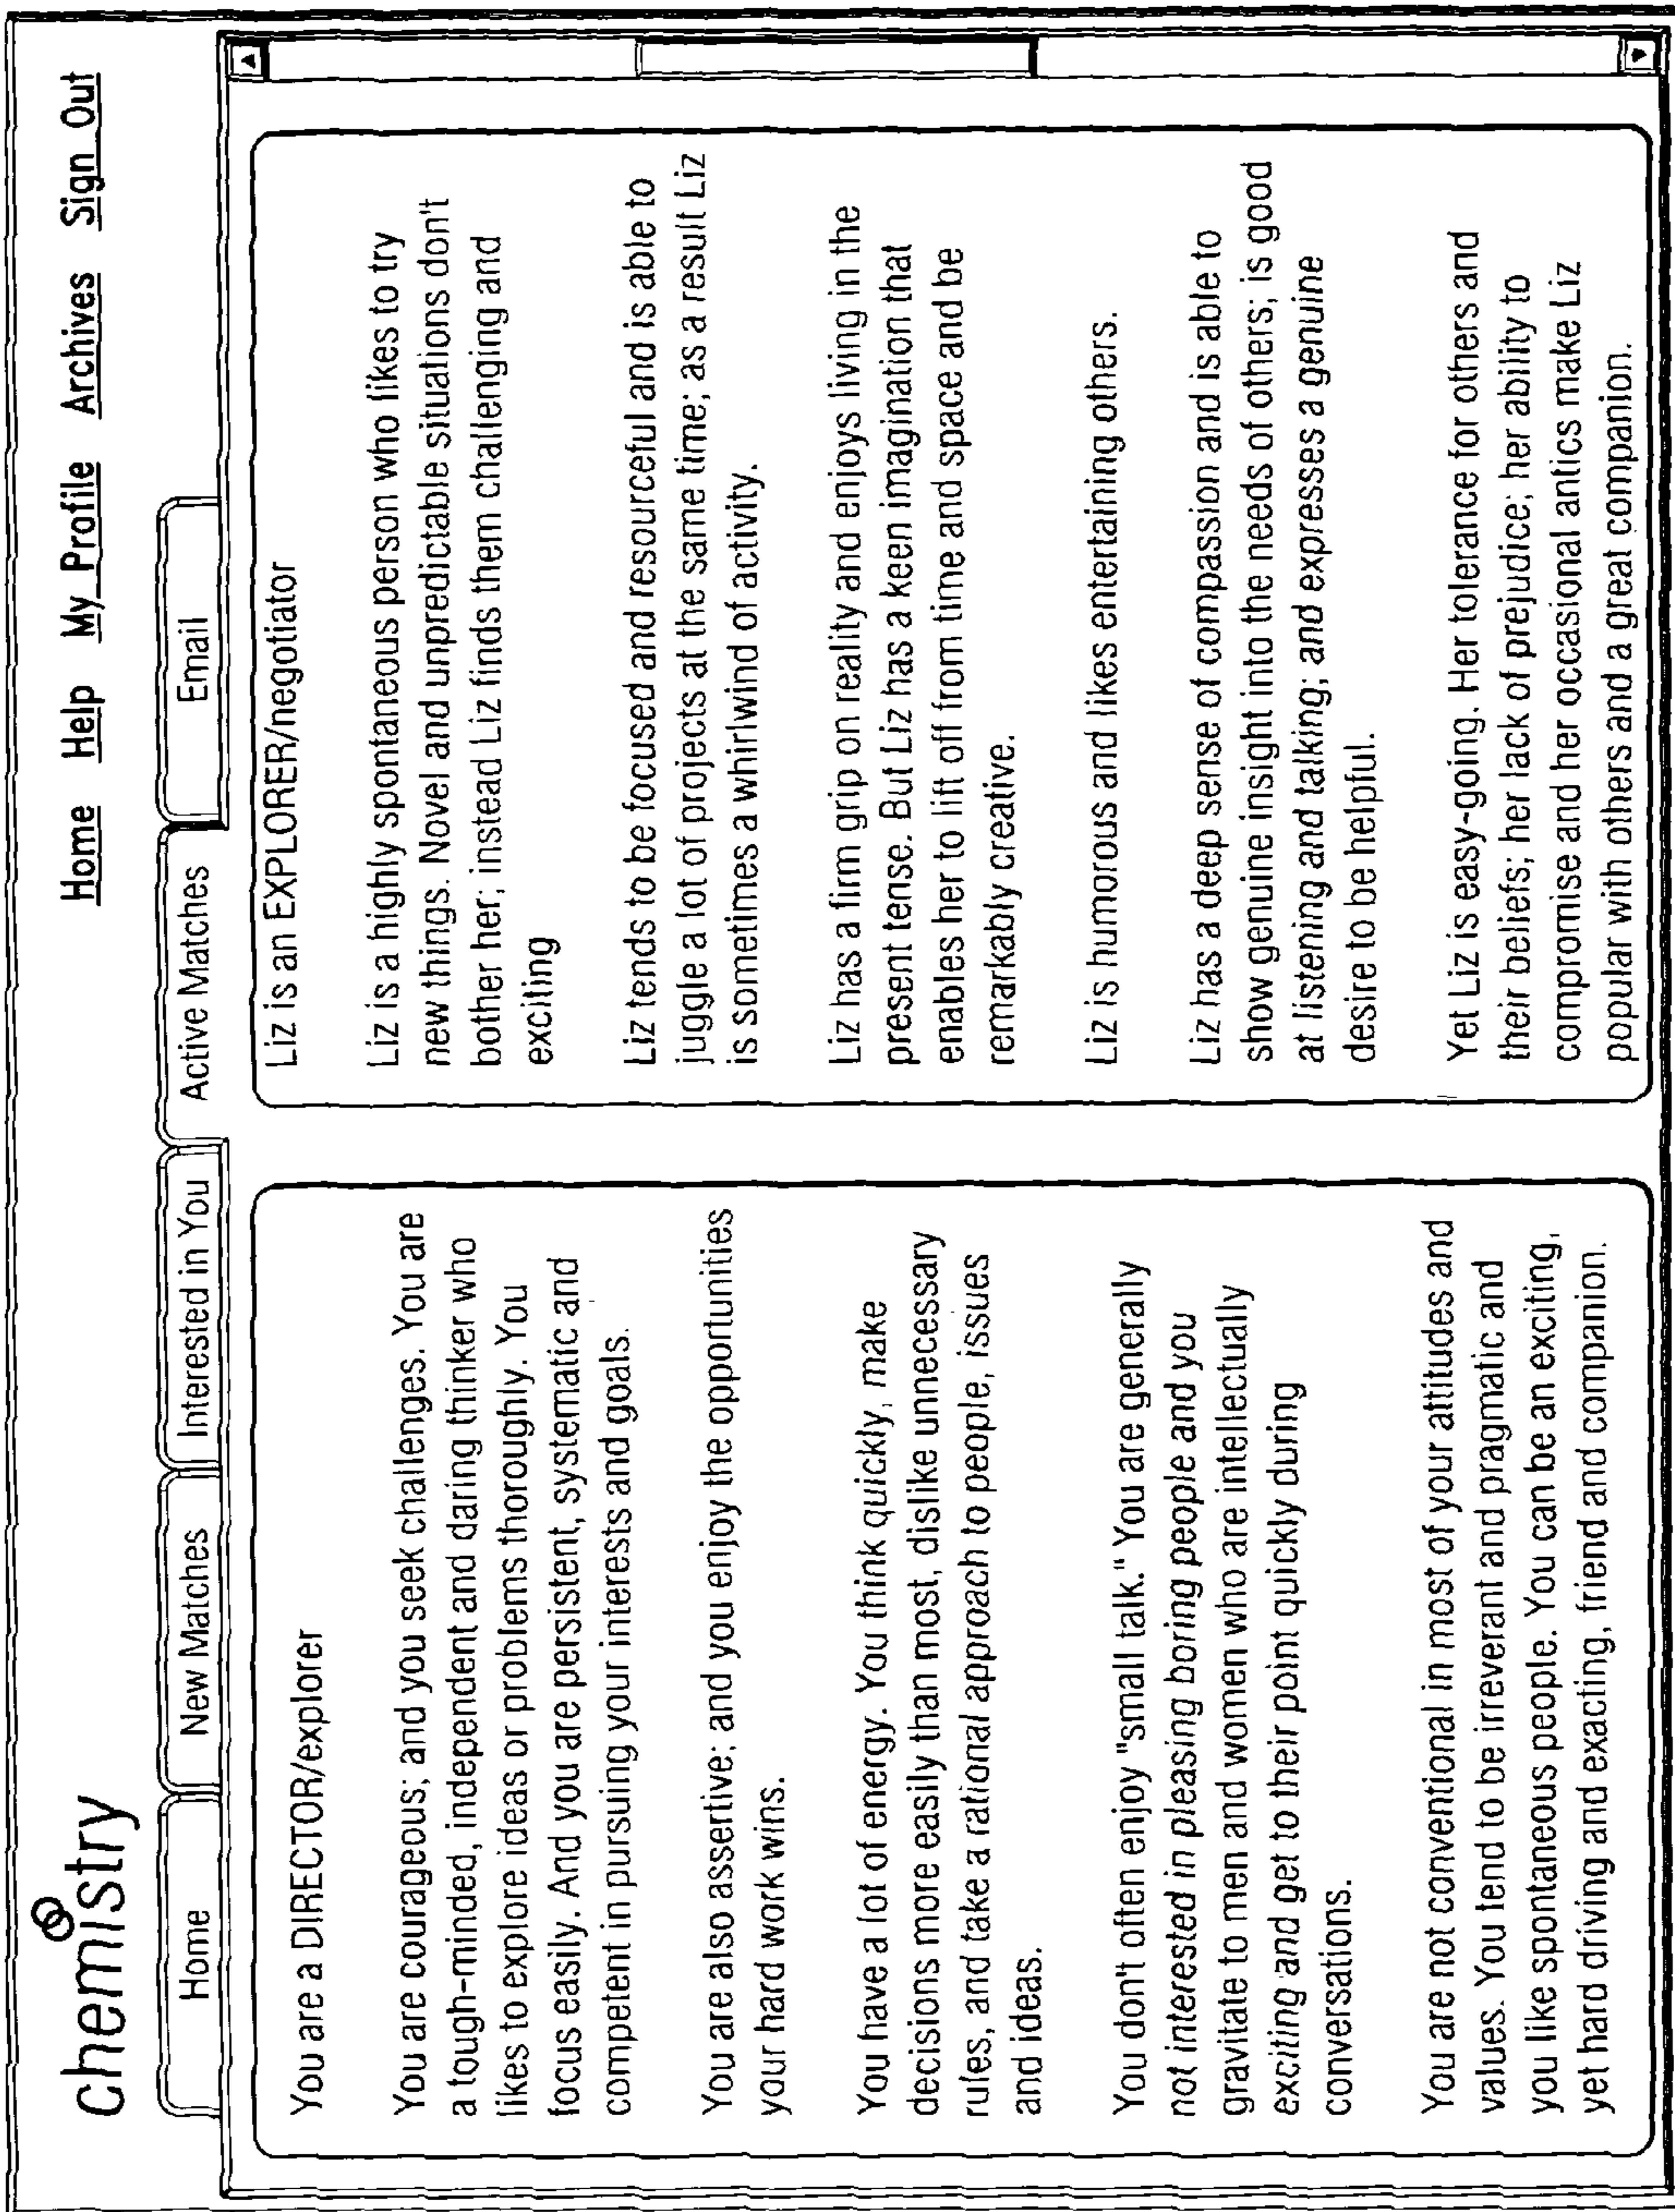 chemistry
Home Help My Profile Archives Sign Out
Home
New Matches
Interested in You
Active Matches
Email
You are a DIRECTOR/explorer
You are courageous; and you seek challenges. You are
a tough-minded, independent and daring thinker who
likes to explore ideas or problems thoroughly. You
focus easily. And you are persistent, systematic and
competent in pursuing your interests and goals.
You are also assertive; and you enjoy the opportunities
your hard work wins.
You have a lot of energy. You think quickly, make
decisions more easily than most, dislike unnecessary
rules, and take a rational approach to people, issues
and ideas.
You don't often enjoy "small talk." You are generally
not interested in pleasing boring people and you
gravitate to men and women who are intellectually
exciting and get to their point quickly during
conversations.
You are not conventional in most of your attitudes and
values. You tend to be irreverant and pragmatic and
you like spontaneous people. You can be an exciting,
yet hard driving and exacting, friend and companion.
Liz is an EXPLORER/negotiator
Liz is a highly spontaneous person who likes to try
new things. Novel and unpredictable situations don't
bother her; instead Liz finds them challenging and
exciting
Liz tends to be focused and resourceful and is able to
juggle a lot of projects at the same time; as a result Liz
is sometimes a whirlwind of activity.
Liz has a firm grip on reality and enjoys living in the
present tense. But Liz has a keen imagination that
enables her to lift off from time and space and be
remarkably creative.
Liz is humorous and likes entertaining others.
Liz has a deep sense of compassion and is able to
show genuine insight into the needs of others; is good
at listening and talking; and expresses a genuine
desire to be helpful.
Yet Liz is easy-going. Her tolerance for others and
their beliefs; her lack of prejudice; her ability to
compromise and her occasional antics make Liz
popular with others and a great companion.